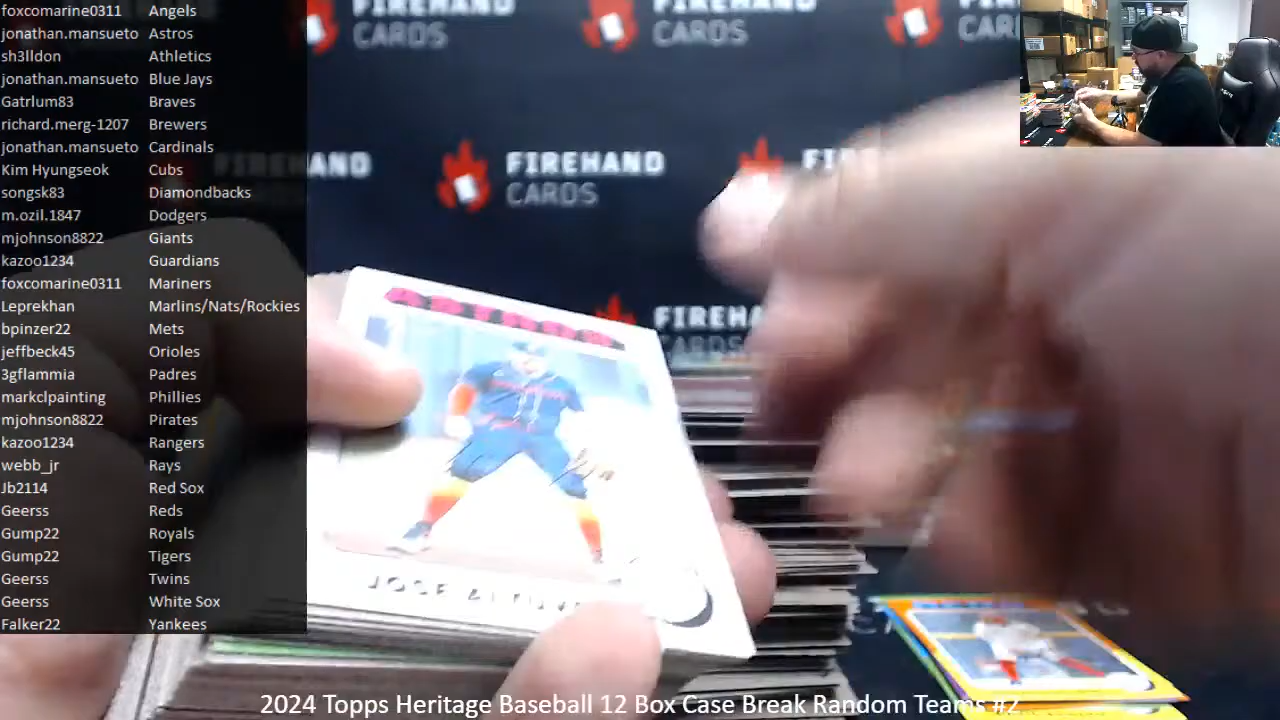 foxcomarine0311 Angels
jonathan.mansueto Astros
sh3lldon Athletics
jonathan.mansueto Blue Jays
Gatrlum83 Braves
richard.merg-1207 Brewers
jonathan.mansueto Cardinals
Kim Hyungseok Cubs
songsk83 Diamondbacks
m.ozil.1847 Dodgers
mjohnson8822 Giants
kazoo1234 Guardians
foxcomarine0311 Mariners
Leprekhan Marlins/Nats/Rockies
bpinzer22 Mets
jeffbeck45 Orioles
3gflammia Padres
markclpainting Phillies
mjohnson8822 Pirates
kazoo1234 Rangers
webb_jr Rays
Jb2114 Red Sox
Geerss Reds
Gump22 Royals
Gump22 Tigers
Geerss Twins
Geerss White Sox
Falker22 Yankees
FIREHAND CARDS
FIREHAND CARDS
FIREHAND
CARDS
ASTROS
JOSE ALTUVE
2024 Topps Heritage Baseball 12 Box Case Break Random Teams #2